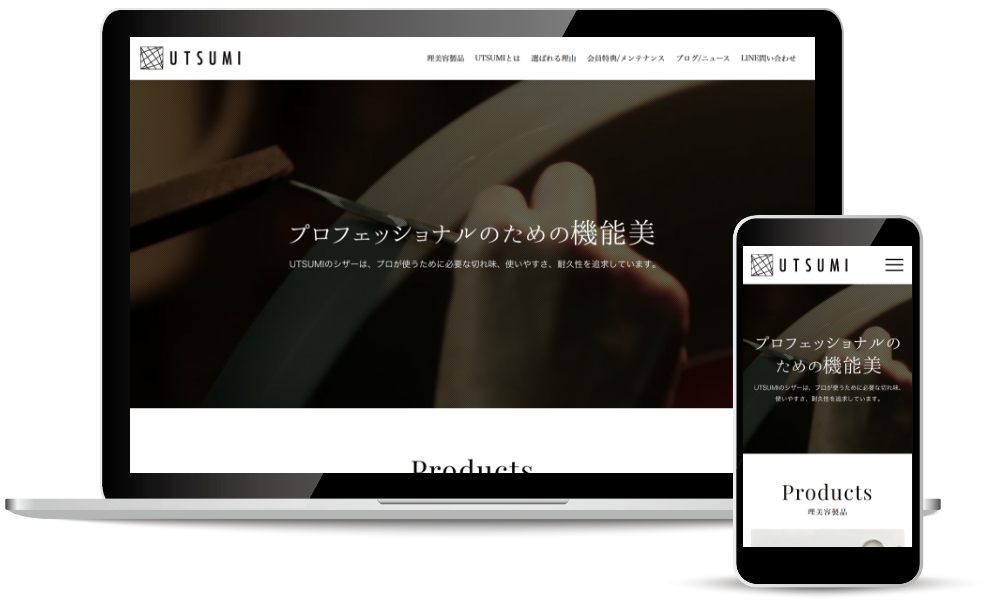 UTSUMI
理美容製品 UTSUMIとは 選ばれる理由 会員特典/メンテナンス ブログ/ニュース LINE問い合わせ
プロフェッショナルのための機能美
UTSUMIのシザーは、プロが使うために必要な切れ味、使いやすさ、耐久性を追求しています。
Products
UTSUMI
プロフェッショナルの
ための機能美
UTSUMIのシザーは、プロが使うために必要な切れ味、
使いやすさ、耐久性を追求しています。
Products
理美容製品